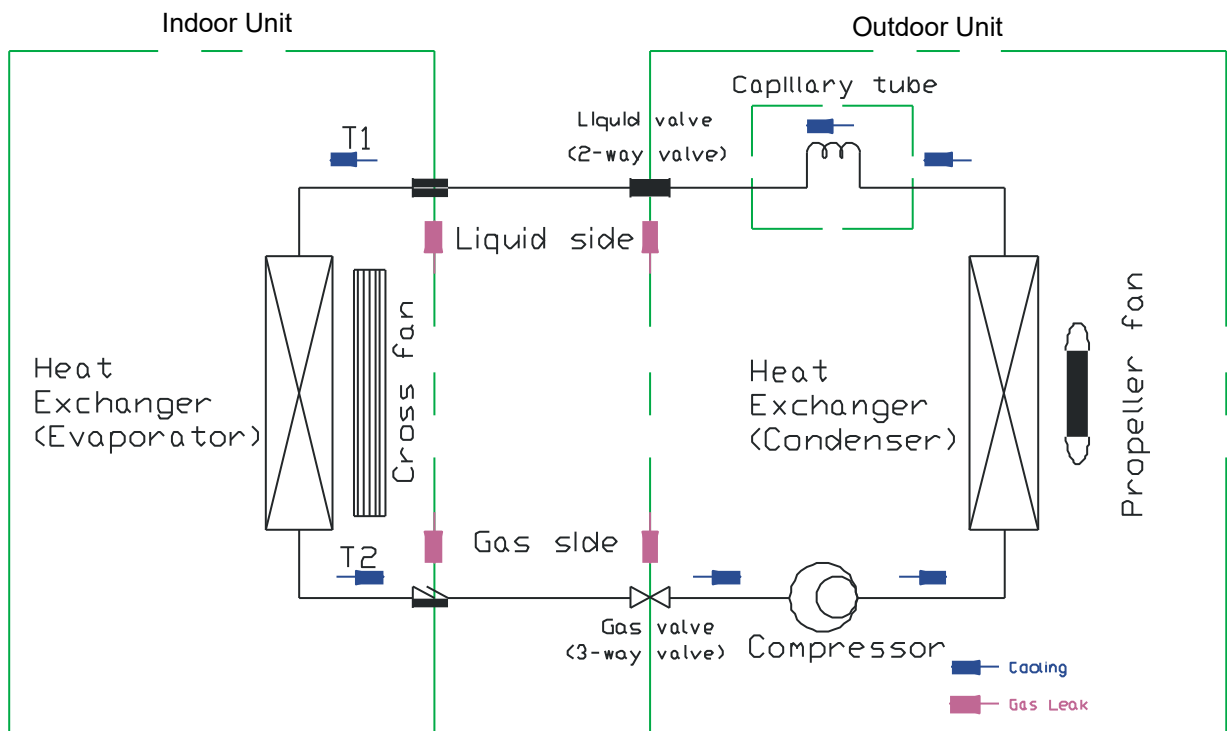 Indoor Unit
Outdoor Unit
Capillary tube
T1
Liquid valve
(2-way valve)
Liquid side
Heat
Exchanger
(Evaporator)
Cross fan
Heat
Exchanger
(Condenser)
Propeller fan
Gas side
T2
Gas valve
(3-way valve)
Compressor
Cooling
Gas Leak